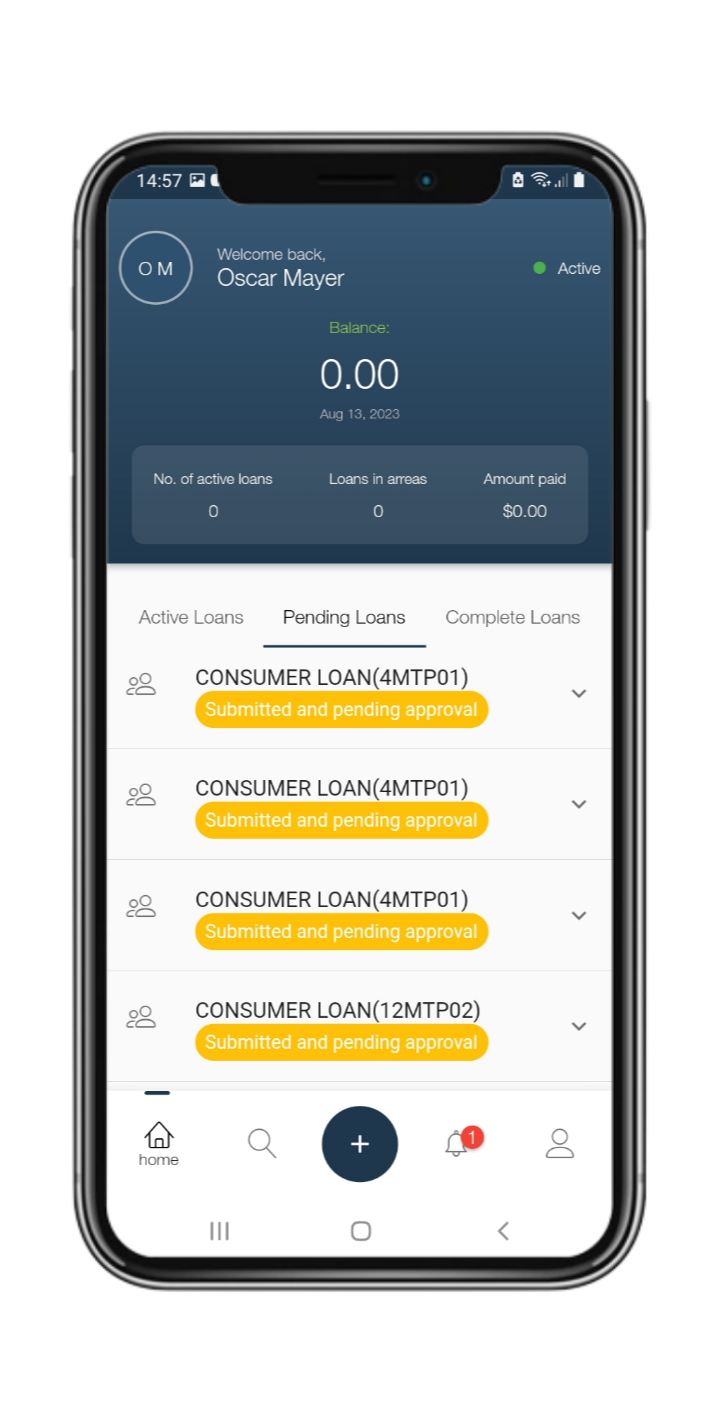 14:57
O M
Welcome back,
Oscar Mayer
Active
Balance:
0.00
Aug 13, 2023
No. of active loans Loans in arreas Amount paid
0 0 $0.00
Active Loans Pending Loans Complete Loans
CONSUMER LOAN(4MTP01)
Submitted and pending approval
CONSUMER LOAN(4MTP01)
Submitted and pending approval
CONSUMER LOAN(4MTP01)
Submitted and pending approval
CONSUMER LOAN(12MTP02)
Submitted and pending approval
+
1
home